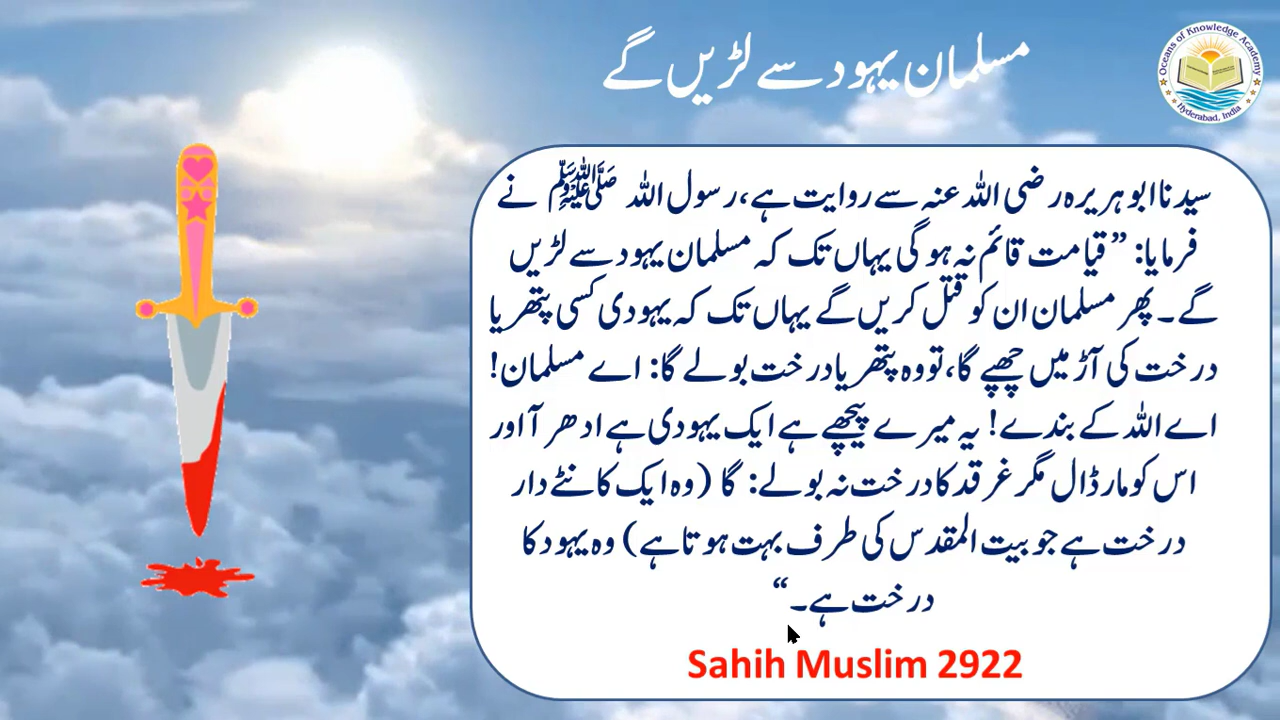 مسلمان یہود سے لڑیں گے
Oceans of Knowledge Academy
Hyderabad, India
سیدنا ابو ہریرہ رضی اللہ عنہ سے روایت ہے، رسول اللہ ﷺ نے
فرمایا: ”قیامت قائم نہ ہو گی یہاں تک کہ مسلمان یہود سے لڑیں
گے۔ پھر مسلمان ان کو قتل کریں گے یہاں تک کہ یہودی کسی پتھر یا
درخت کی آڑ میں چھپے گا، تو وہ پتھر یا درخت بولے گا: اے مسلمان!
اے اللہ کے بندے! یہ میرے پیچھے ہے ایک یہودی ہے ادھر آ اور
اس کو مار ڈال مگر غرقد کا درخت نہ بولے: گا (وہ ایک کانٹے دار
درخت ہے جو بیت المقدس کی طرف بہت ہوتا ہے) وہ یہود کا
درخت ہے۔“
Sahih Muslim 2922